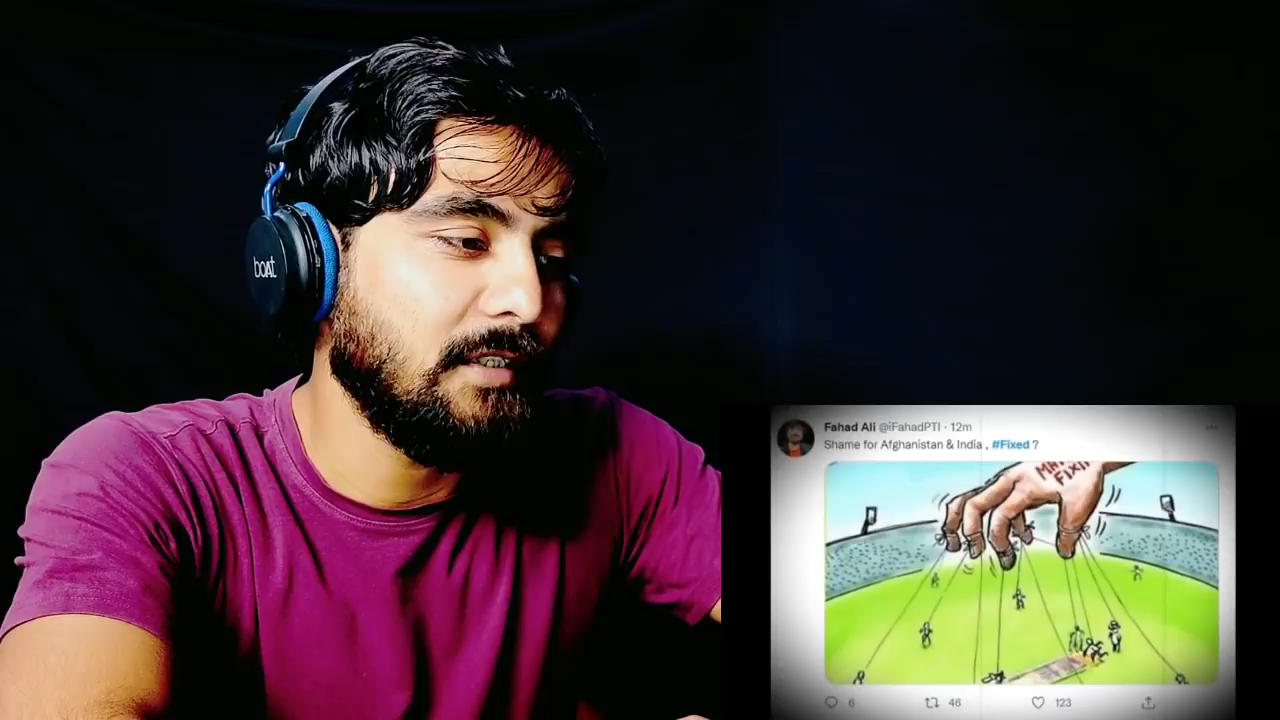 boAt
Fahad Ali @iFahadPTI · 12m
Shame for Afghanistan & India , #Fixed ?
6 46 123